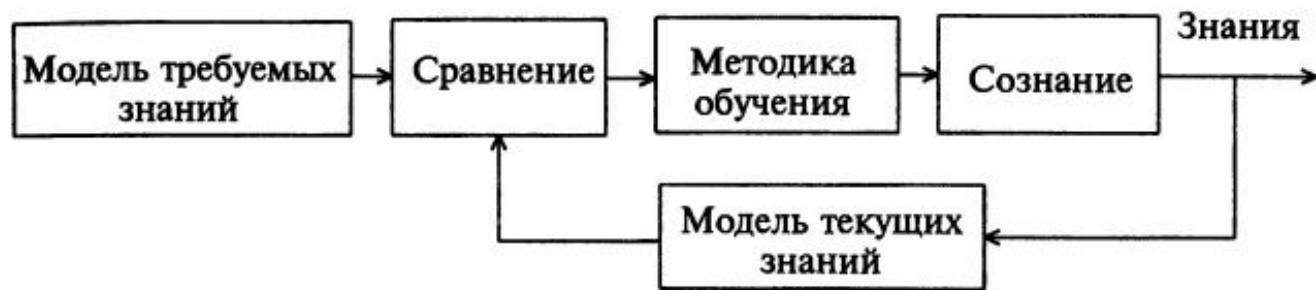 Знания
Модель требуемых
знаний
Сравнение
Методика
обучения
Сознание
Модель текущих
знаний